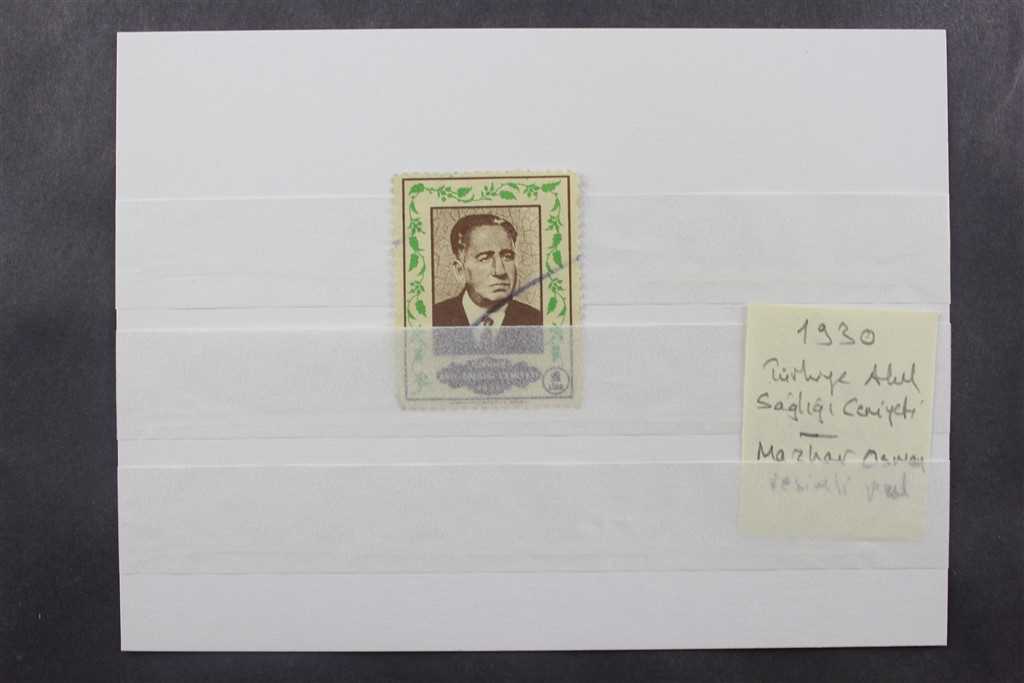 1930
Türkiye Akıl
Sağlığı Cemiyeti
Mazhar Osman
resimli pul